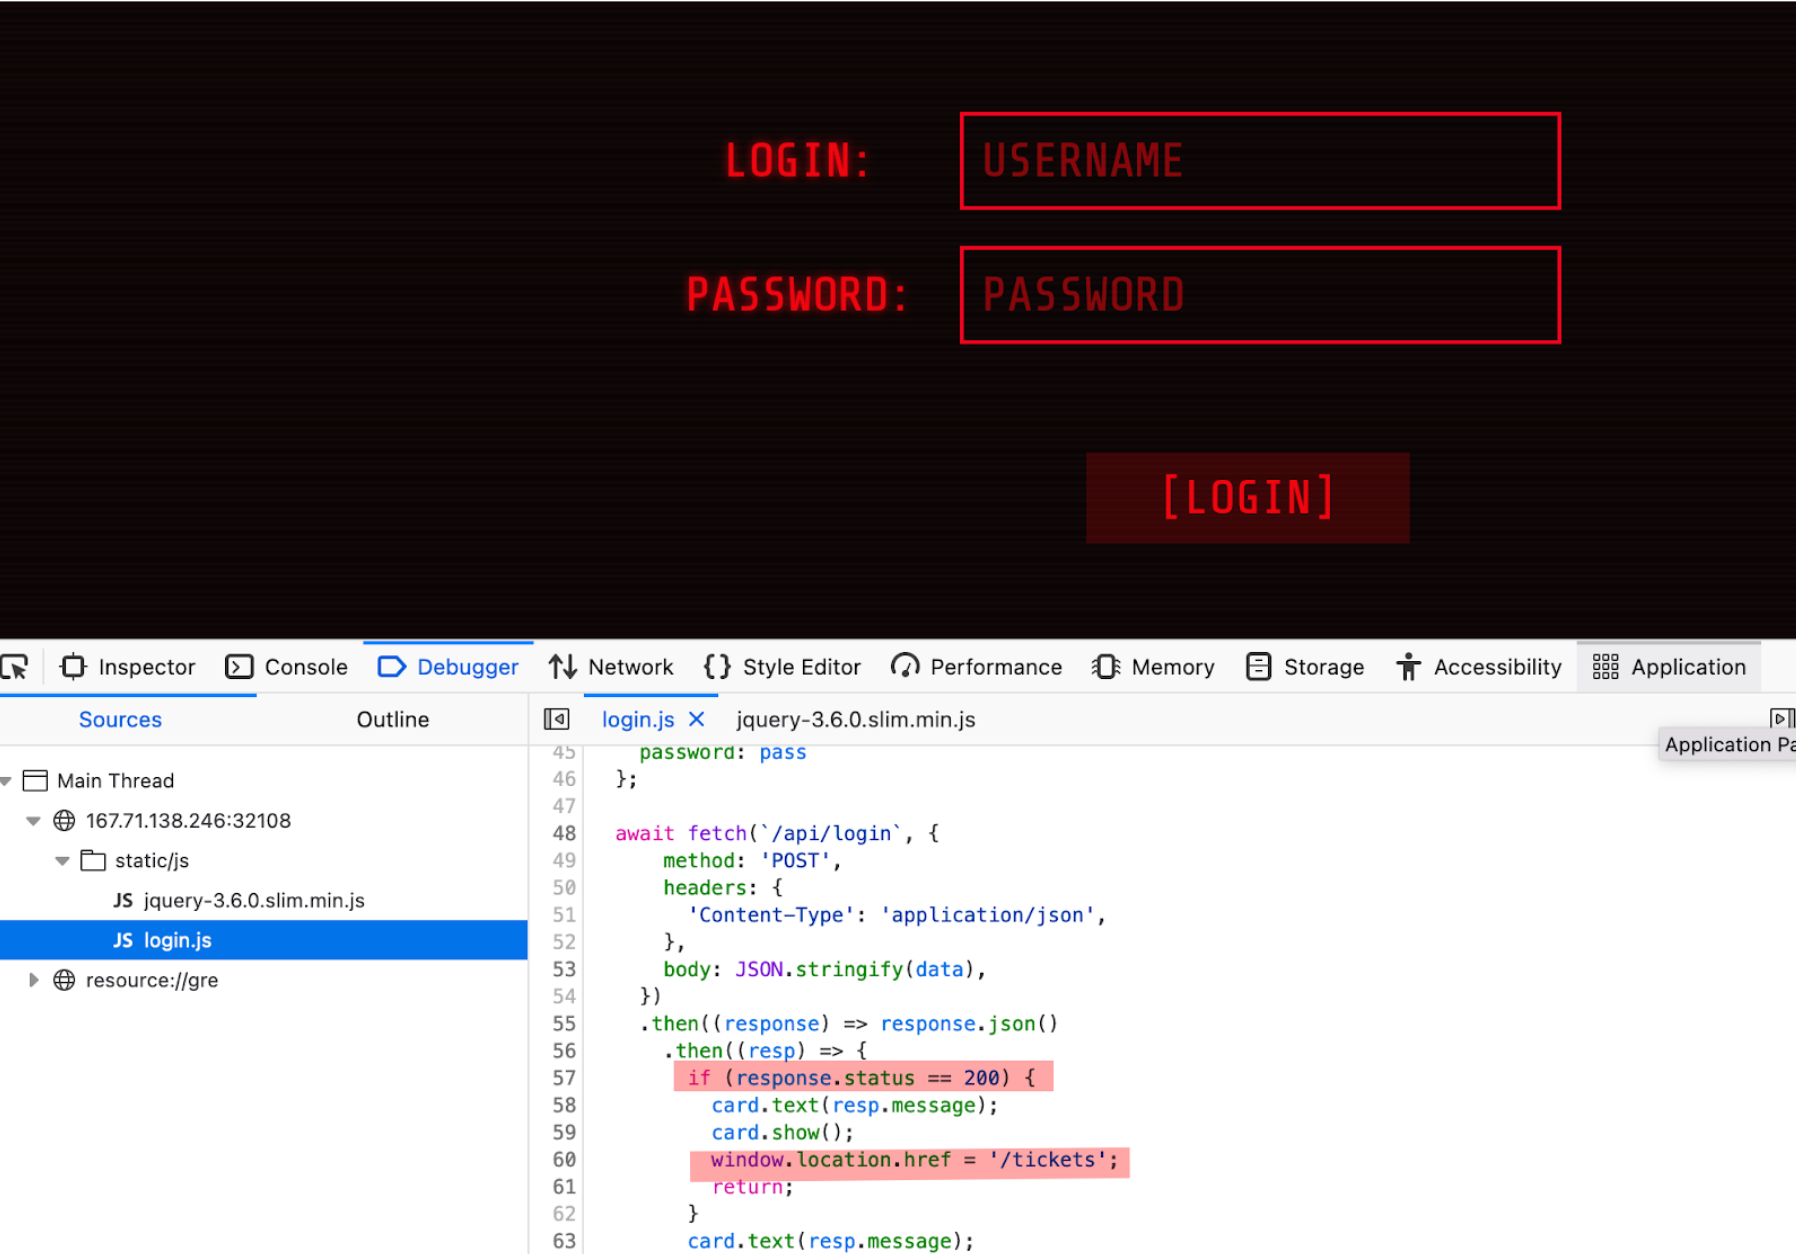 LOGIN: USERNAME
PASSWORD: PASSWORD
[LOGIN]
Inspector Console Debugger Network Style Editor Performance Memory Storage Accessibility Application
Sources Outline login.js jquery-3.6.0.slim.min.js
Application Pa
Main Thread
167.71.138.246:32108
static/js
JS jquery-3.6.0.slim.min.js
JS login.js
resource://gre
45 password: pass
46 };
47
48 await fetch(`/api/login`, {
49 method: 'POST',
50 headers: {
51 'Content-Type': 'application/json',
52 },
53 body: JSON.stringify(data),
54 })
55 .then((response) => response.json()
56 .then((resp) => {
57 if (response.status == 200) {
58 card.text(resp.message);
59 card.show();
60 window.location.href = '/tickets';
61 return;
62 }
63 card.text(resp.message);